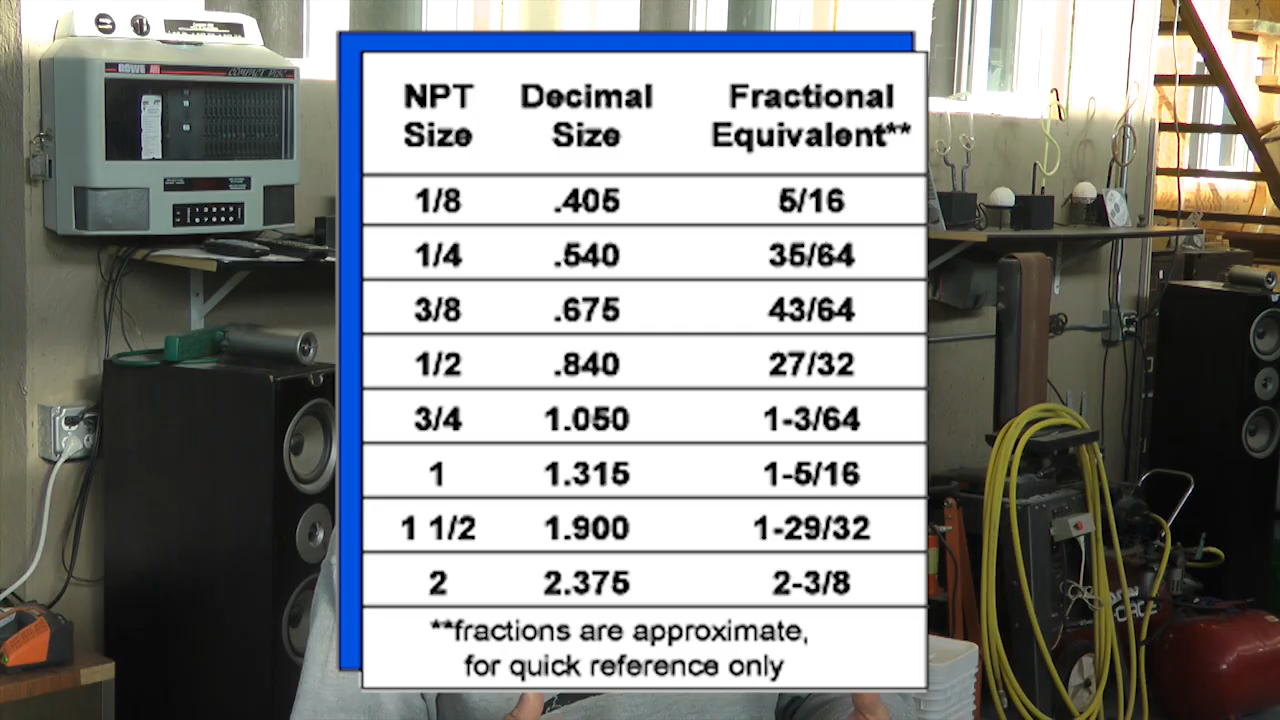 ROWE
NPT Decimal Fractional
Size Size Equivalent**
1/8 .405 5/16
1/4 .540 35/64
3/8 .675 43/64
1/2 .840 27/32
3/4 1.050 1-3/64
1 1.315 1-5/16
1 1/2 1.900 1-29/32
2 2.375 2-3/8
**fractions are approximate,
for quick reference only